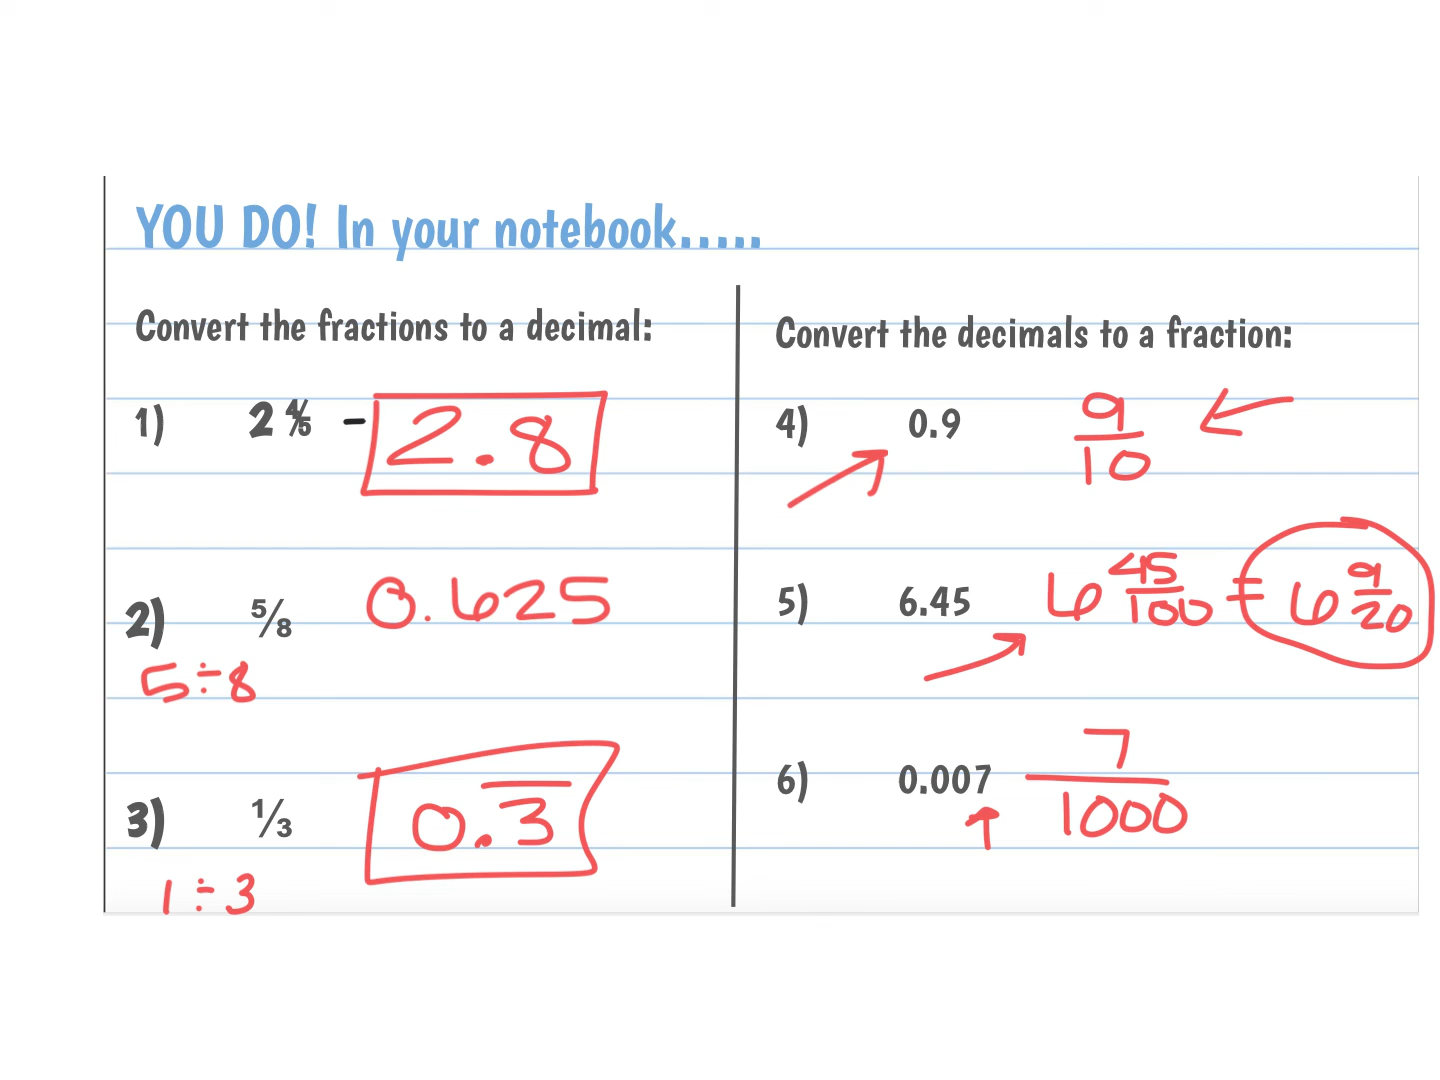 YOU DO! In your notebook.....
Convert the fractions to a decimal:
1) 2 ⅘ - 2.8
2) ⅝ 0.625
5÷8
3) ⅓ 0.3̅
1÷3
Convert the decimals to a fraction:
4) 0.9 9/10
5) 6.45 6 45/100 = 6 9/20
6) 0.007 7/1000